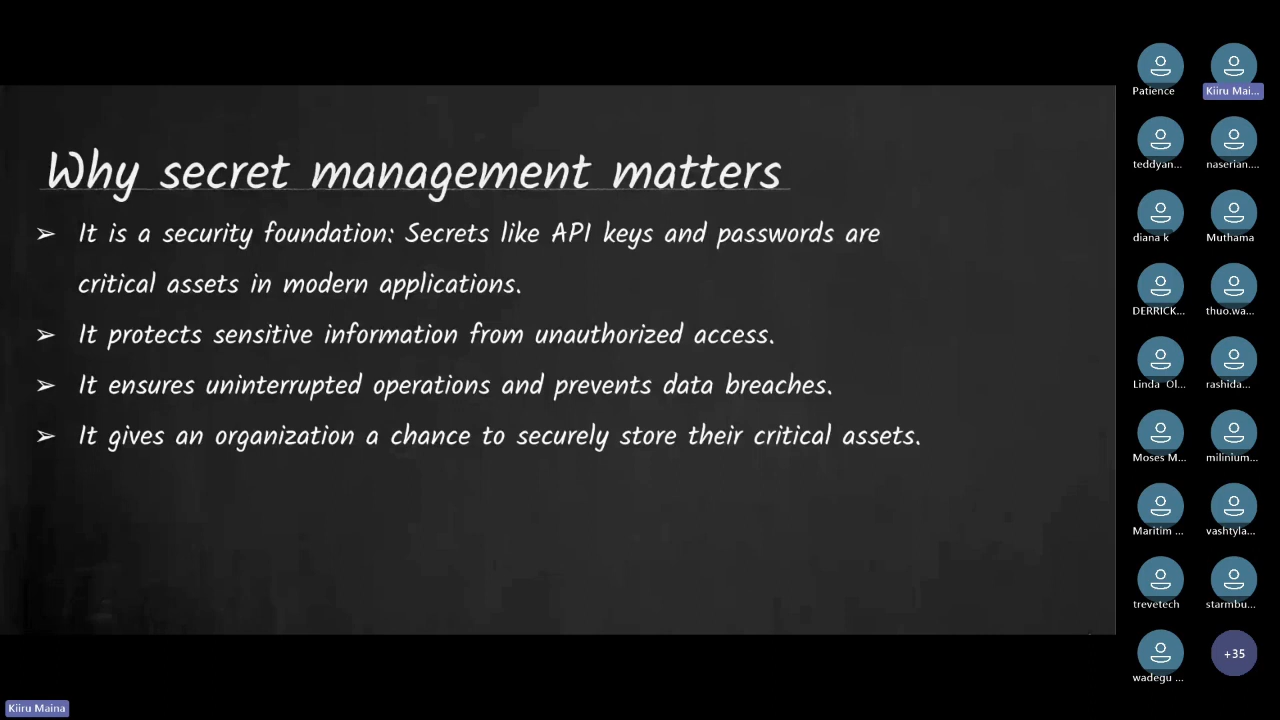 Why secret management matters
➢ It is a security foundation: Secrets like API keys and passwords are
critical assets in modern applications.
➢ It protects sensitive information from unauthorized access.
➢ It ensures uninterrupted operations and prevents data breaches.
➢ It gives an organization a chance to securely store their critical assets.
Patience
Kiiru Mai...
teddyan...
naserian....
diana k
Muthama
DERRICK...
thuo.wa...
Linda Ol...
rashida...
Moses M...
milinium...
Maritim ...
vashtyla...
trevetech
starmbu...
wadegu ...
+35
Kiiru Maina